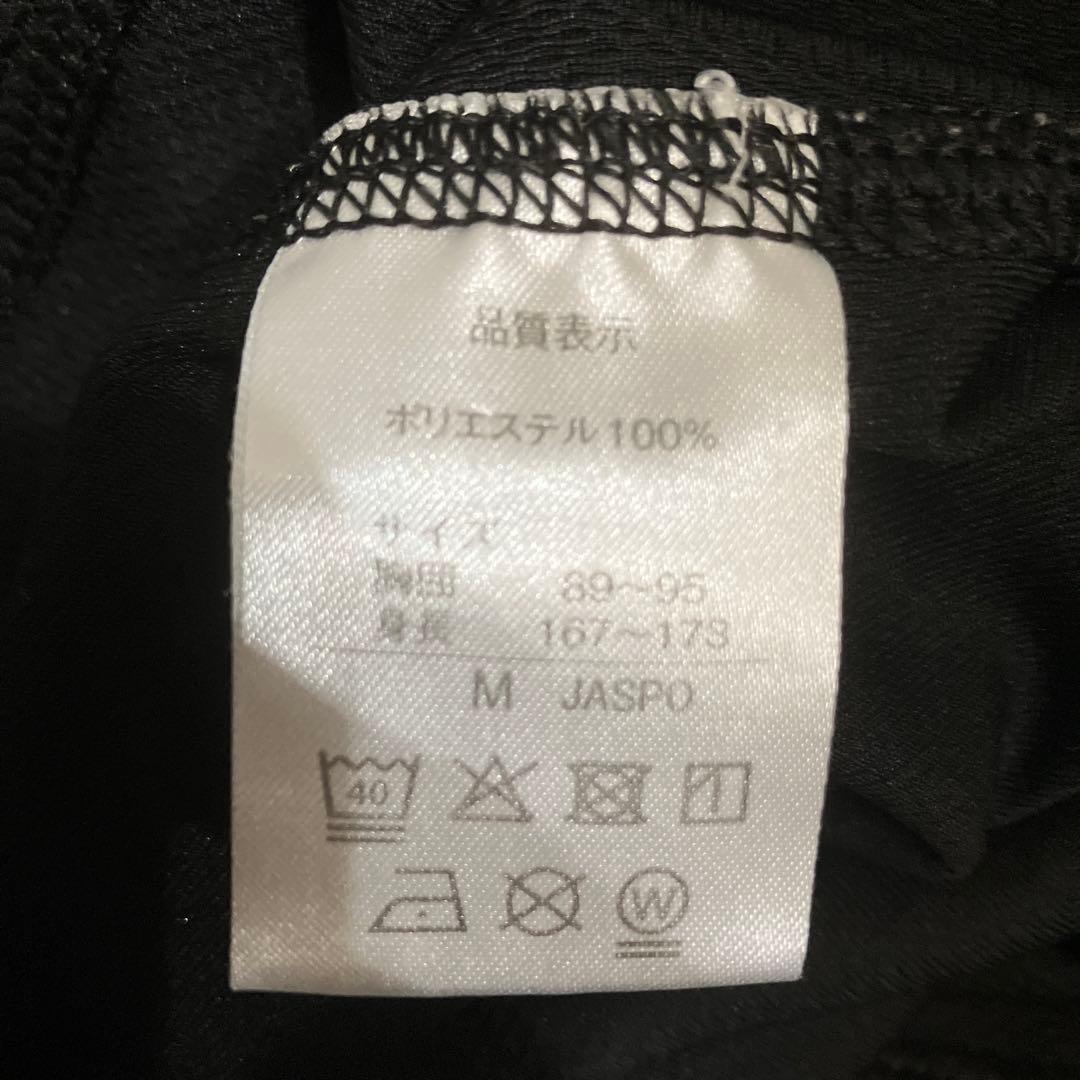 品質表示
ポリエステル100%
サイズ
胸囲 89～95
身長 167～173
M JASPO
40
W